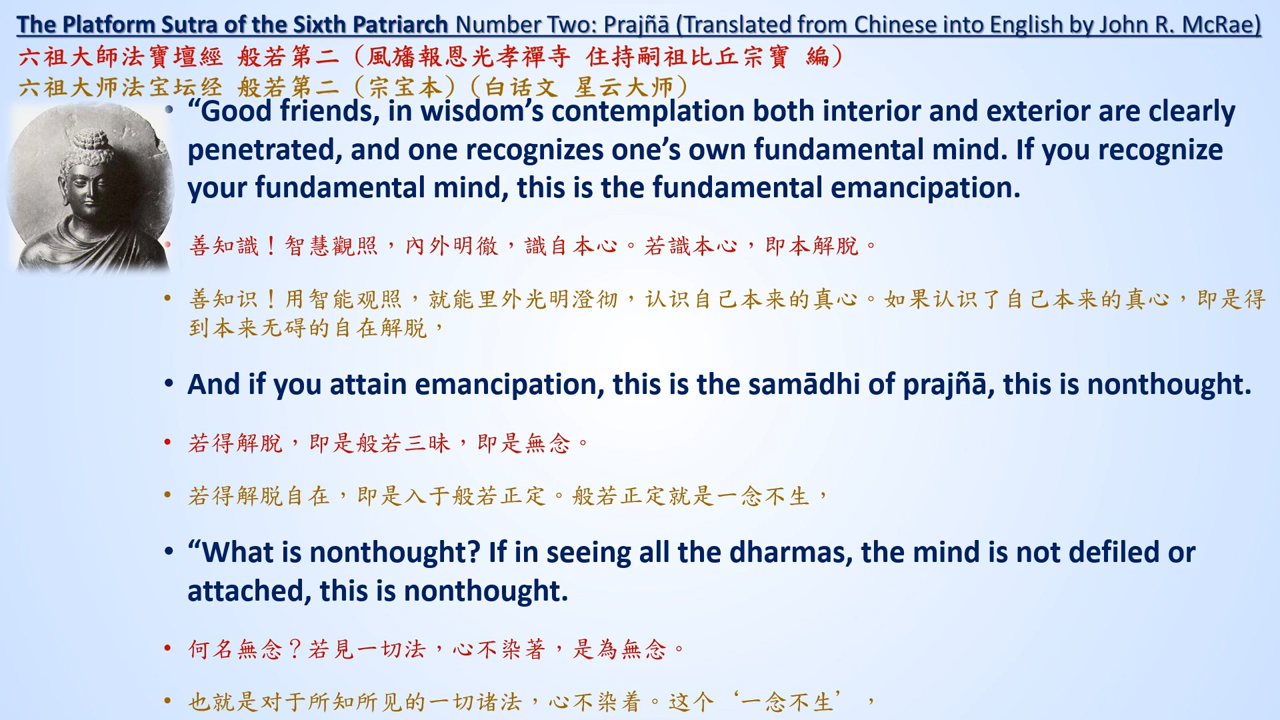 The Platform Sutra of the Sixth Patriarch Number Two: Prajñā (Translated from Chinese into English by John R. McRae)
六祖大師法寶壇經 般若第二（風旛報恩光孝禪寺 住持嗣祖比丘宗寶 編）
六祖大师法宝坛经 般若第二（宗宝本）（白话文 星云大师）
• “Good friends, in wisdom’s contemplation both interior and exterior are clearly
penetrated, and one recognizes one’s own fundamental mind. If you recognize
your fundamental mind, this is the fundamental emancipation.
• 善知識！智慧觀照，內外明徹，識自本心。若識本心，即本解脫。
• 善知识！用智能观照，就能里外光明澄彻，认识自己本来的真心。如果认识了自己本来的真心，即是得
到本来无碍的自在解脱，
• And if you attain emancipation, this is the samādhi of prajñā, this is nonthought.
• 若得解脫，即是般若三昧，即是無念。
• 若得解脱自在，即是入于般若正定。般若正定就是一念不生，
• “What is nonthought? If in seeing all the dharmas, the mind is not defiled or
attached, this is nonthought.
• 何名無念？若見一切法，心不染著，是為無念。
• 也就是对于所知所见的一切诸法，心不染着。这个‘一念不生’，